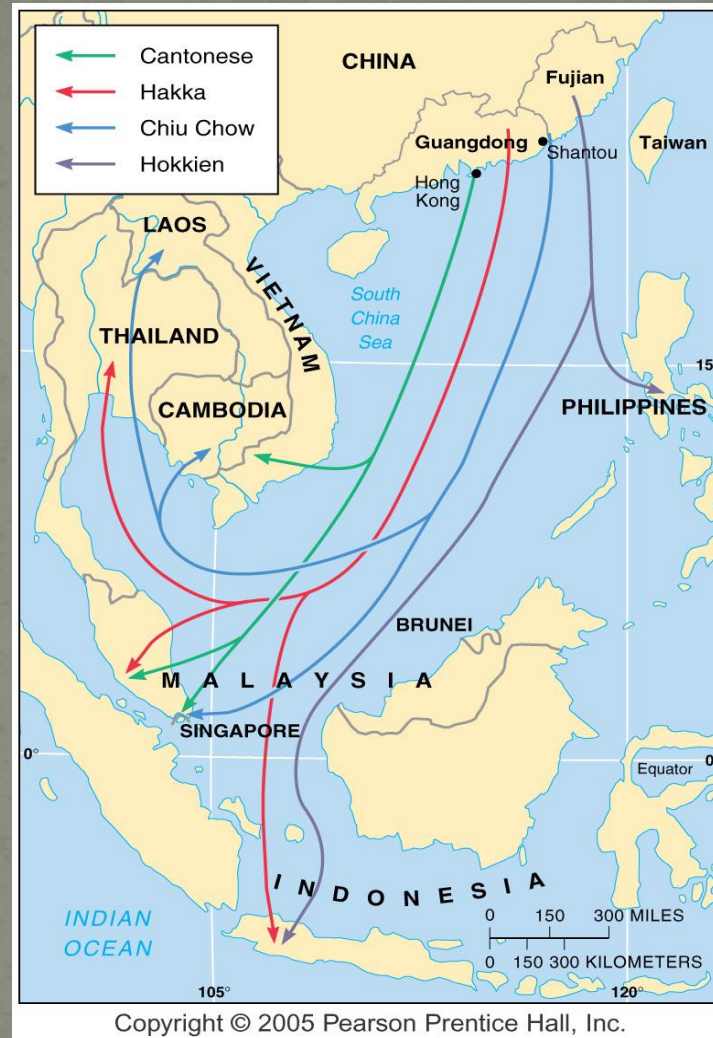 Cantonese
Hakka
Chiu Chow
Hokkien
CHINA
Fujian
Guangdong
Shantou
Taiwan
Hong
Kong
LAOS
VIETNAM
South
China
Sea
THAILAND
15
CAMBODIA
PHILIPPINES
BRUNEI
MALAYSIA
SINGAPORE
0°
0
Equator
INDONESIA
INDIAN
OCEAN
0 150 300 MILES
0 150 300 KILOMETERS
105°
120°
Copyright © 2005 Pearson Prentice Hall, Inc.